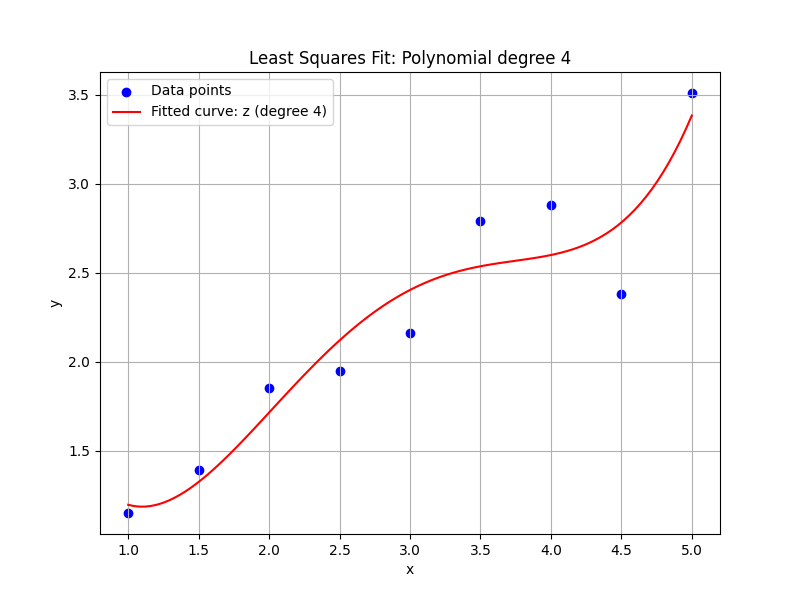 Least Squares Fit: Polynomial degree 4
Data points
Fitted curve: z (degree 4)
3.5
3.0
2.5
2.0
1.5
y
1.0 1.5 2.0 2.5 3.0 3.5 4.0 4.5 5.0
x